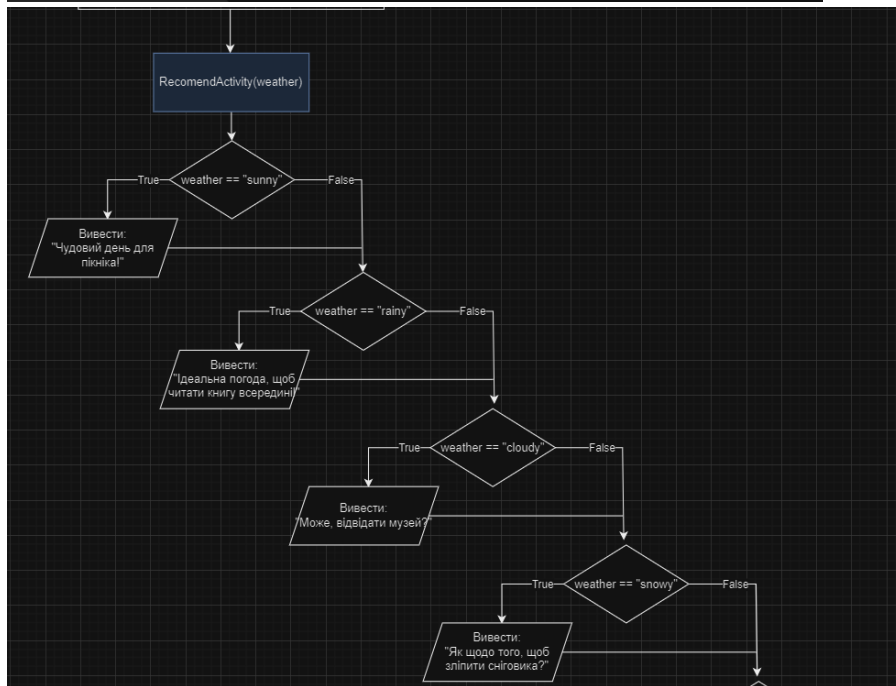 RecomendActivity(weather)
weather == "sunny"
True
False
Вивести:
"Чудовий день для
пікніка!"
weather == "rainy"
True
False
Вивести:
"Ідеальна погода, щоб
читати книгу всередині!"
weather == "cloudy"
True
False
Вивести:
"Може, відвідати музей?"
weather == "snowy"
True
False
Вивести:
"Як щодо того, щоб
зліпити сніговика?"